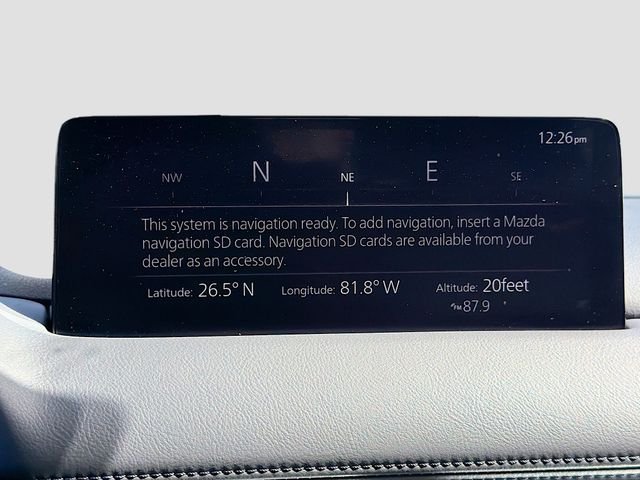 12:26pm
NW N NE E SE
This system is navigation ready. To add navigation, insert a Mazda
navigation SD card. Navigation SD cards are available from your
dealer as an accessory.
Latitude: 26.5° N Longitude: 81.8° W Altitude: 20feet
FM 87.9